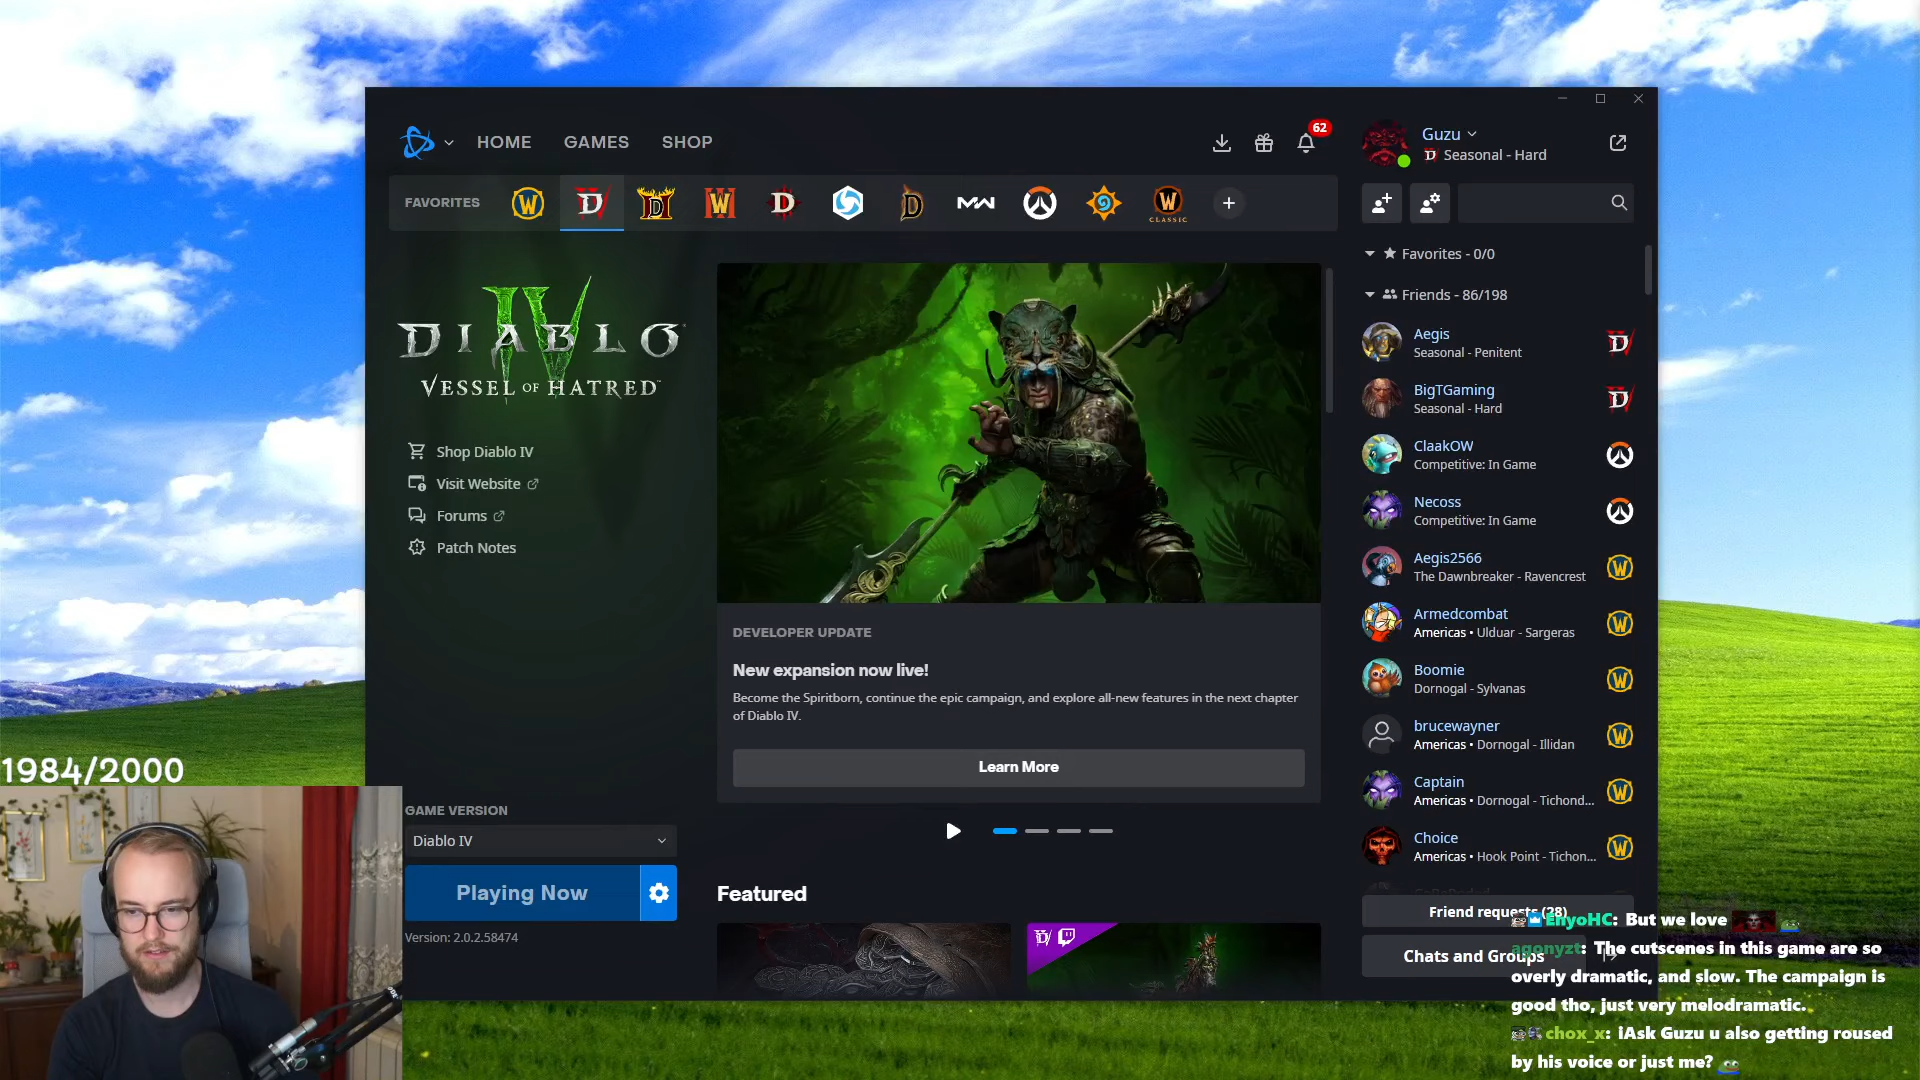 HOME
GAMES
SHOP
62
Guzu
Seasonal - Hard
FAVORITES
CLASSIC
Favorites - 0/0
Friends - 86/198
DIABLO IV
VESSEL OF HATRED
Shop Diablo IV
Visit Website
Forums
Patch Notes
Aegis
Seasonal - Penitent
BigTGaming
Seasonal - Hard
ClaakOW
Competitive: In Game
Necoss
Competitive: In Game
Aegis2566
The Dawnbreaker - Ravencrest
Armedcombat
Americas • Ulduar - Sargeras
Boomie
Dornogal - Sylvanas
brucewayner
Americas • Dornogal - Illidan
Captain
Americas • Dornogal - Tichond...
Choice
Americas • Hook Point - Tichon...
DEVELOPER UPDATE
New expansion now live!
Become the Spiritborn, continue the epic campaign, and explore all-new features in the next chapter
of Diablo IV.
Learn More
1984/2000
GAME VERSION
Diablo IV
Playing Now
Version: 2.0.2.58474
Featured
Friend requests (28)
Chats and Groups
EnyoHC: But we love
agonyzt: The cutscenes in this game are so
overly dramatic, and slow. The campaign is
good tho, just very melodramatic.
chox_x: iAsk Guzu u also getting roused
by his voice or just me?